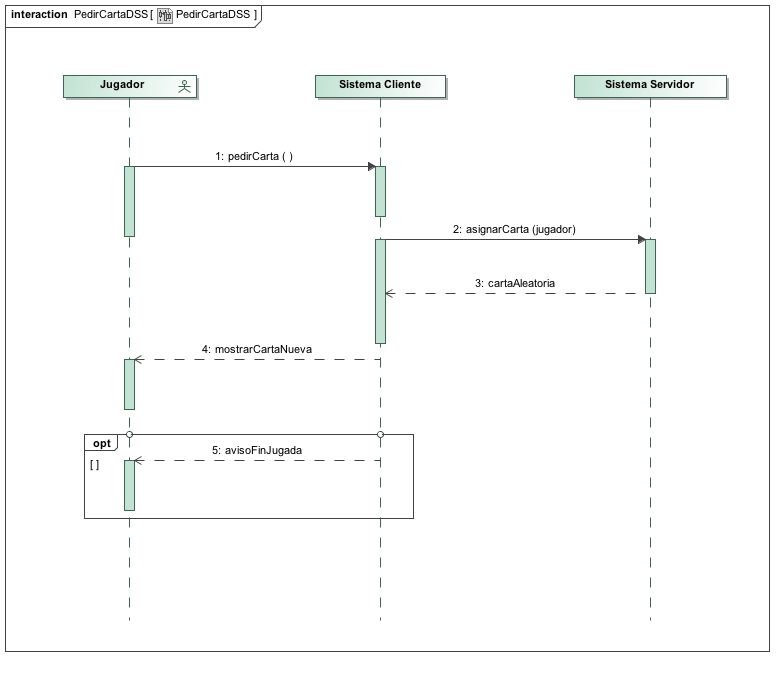 interaction PedirCartaDSS [ PedirCartaDSS ]
Jugador
Sistema Cliente
Sistema Servidor
1: pedirCarta ( )
2: asignarCarta (jugador)
3: cartaAleatoria
4: mostrarCartaNueva
opt
5: avisoFinJugada
[ ]